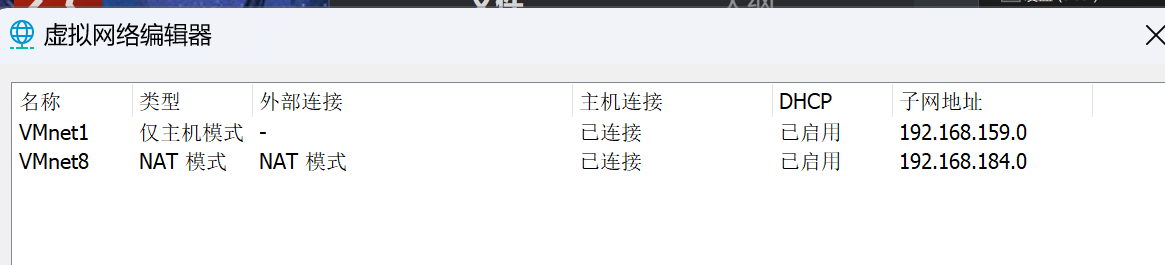 虚拟网络编辑器
名称 类型 外部连接 主机连接 DHCP 子网地址
VMnet1 仅主机模式 - 已连接 已启用 192.168.159.0
VMnet8 NAT 模式 NAT 模式 已连接 已启用 192.168.184.0